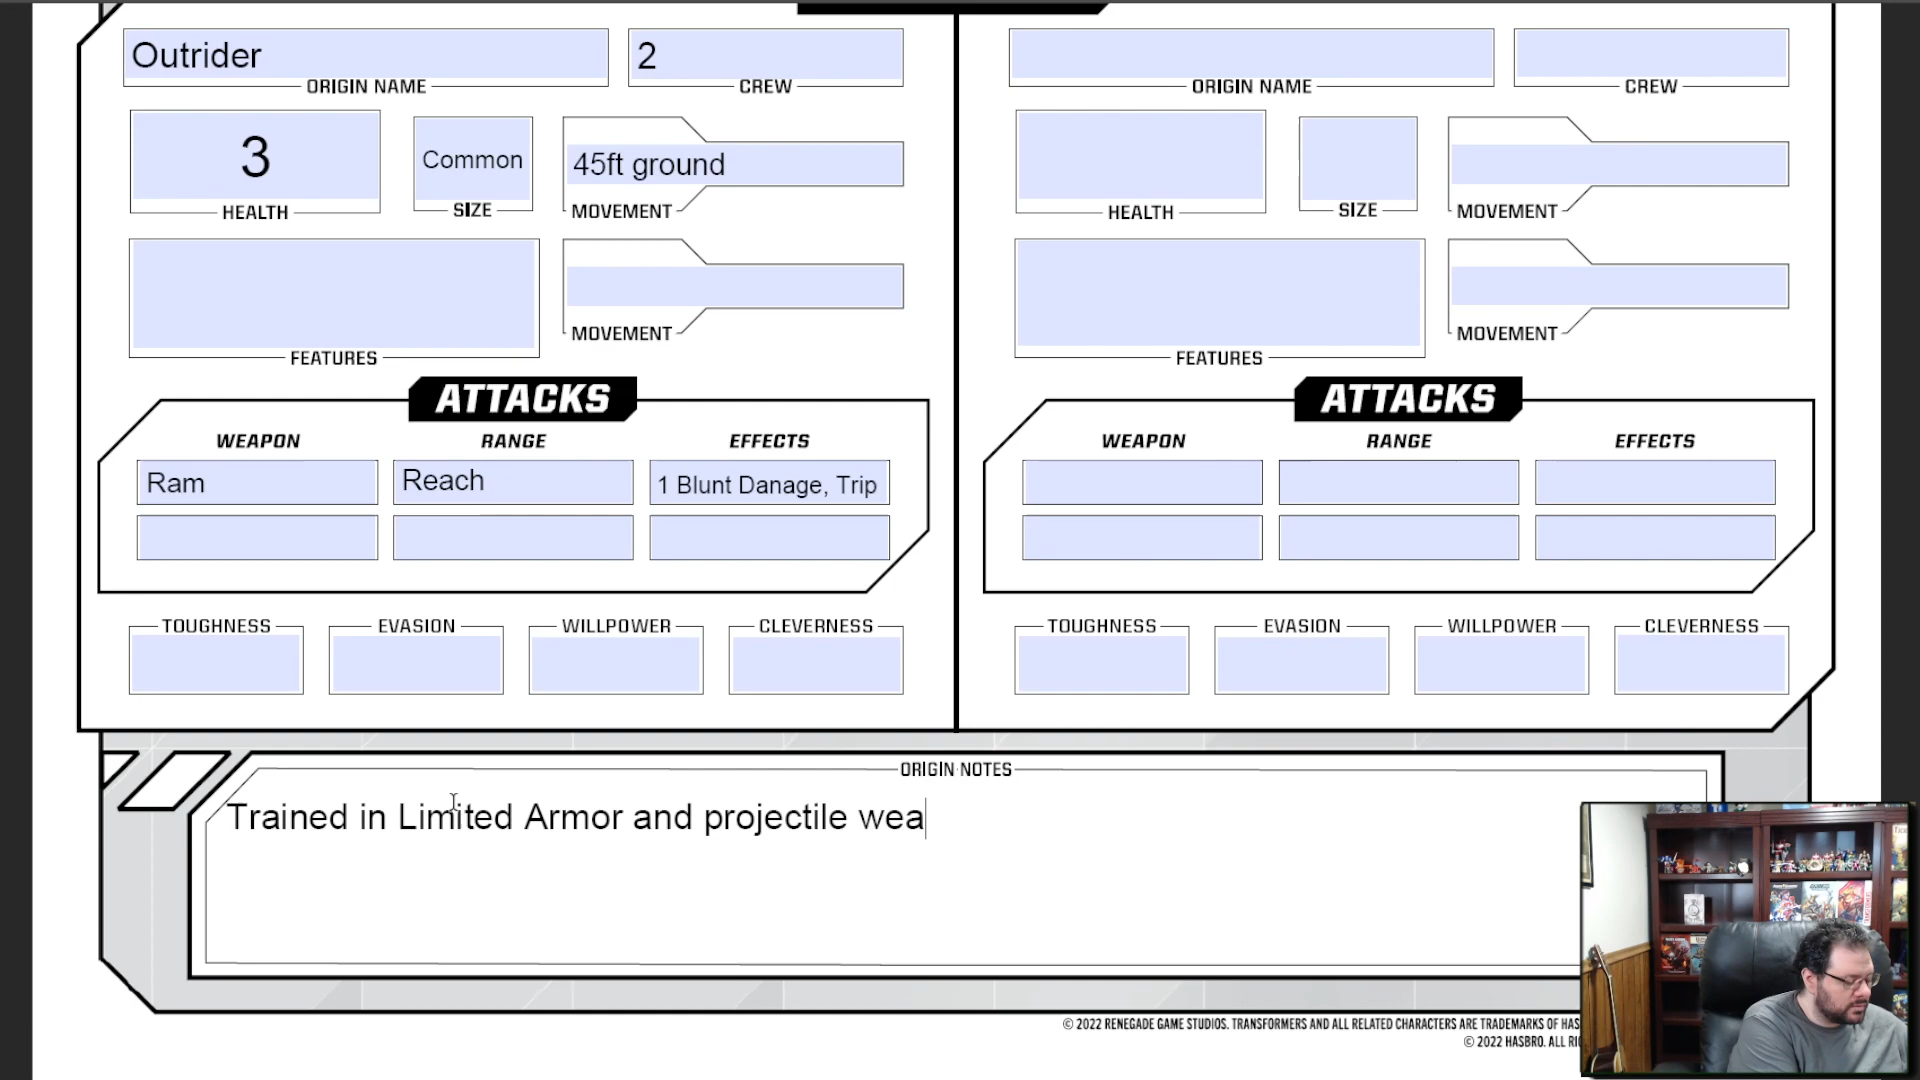 Outrider
2
ORIGIN NAME
CREW
ORIGIN NAME
CREW
3
Common
45ft ground
HEALTH
SIZE
MOVEMENT
HEALTH
SIZE
MOVEMENT
MOVEMENT
MOVEMENT
FEATURES
FEATURES
ATTACKS
ATTACKS
WEAPON RANGE EFFECTS
WEAPON RANGE EFFECTS
Ram
Reach
1 Blunt Danage, Trip
TOUGHNESS
EVASION
WILLPOWER
CLEVERNESS
TOUGHNESS
EVASION
WILLPOWER
CLEVERNESS
ORIGIN NOTES
Trained in Limited Armor and projectile wea
© 2022 RENEGADE GAME STUDIOS. TRANSFORMERS AND ALL RELATED CHARACTERS ARE TRADEMARKS OF HAS
© 2022 HASBRO. ALL RI